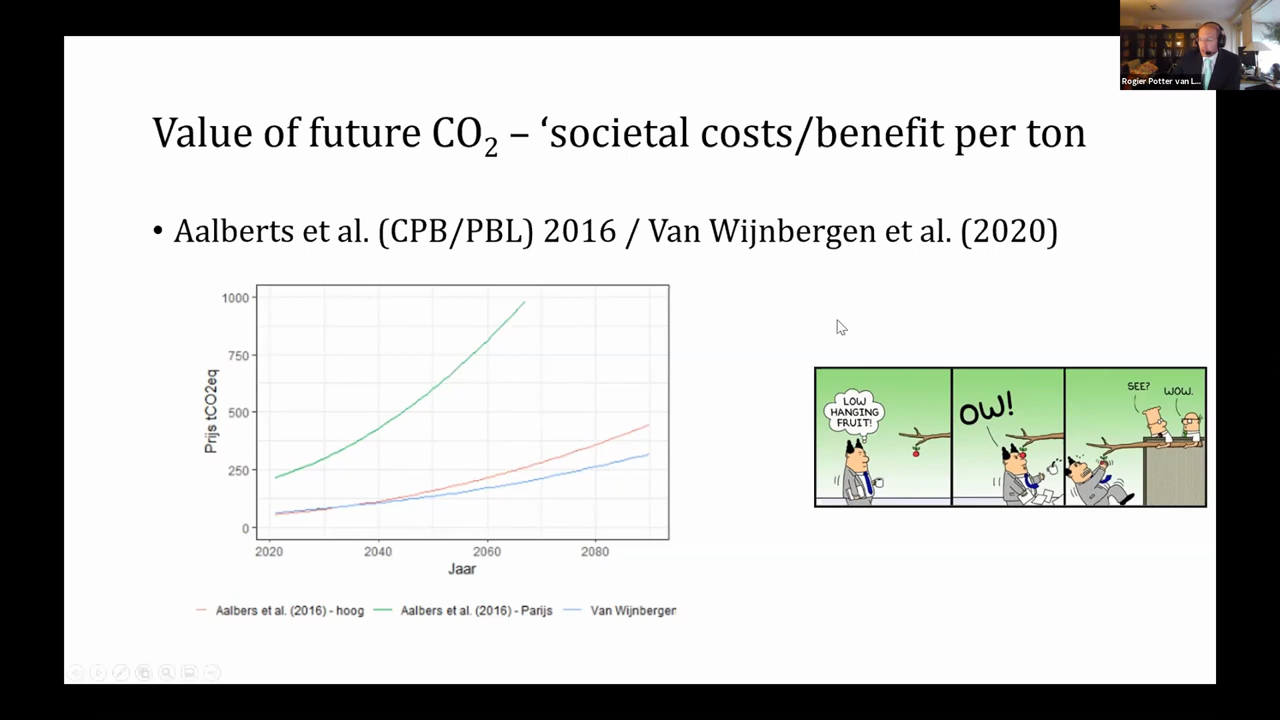 Rogier Potter van L...
Value of future CO₂ – ‘societal costs/benefit per ton
• Aalberts et al. (CPB/PBL) 2016 / Van Wijnbergen et al. (2020)
1000
750
500
250
0
Prijs tCO2eq
2020 2040 2060 2080
Jaar
Aalbers et al. (2016) - hoog Aalbers et al. (2016) - Parijs Van Wijnbergen
LOW
HANGING
FRUIT!
OW!
SEE?
WOW.